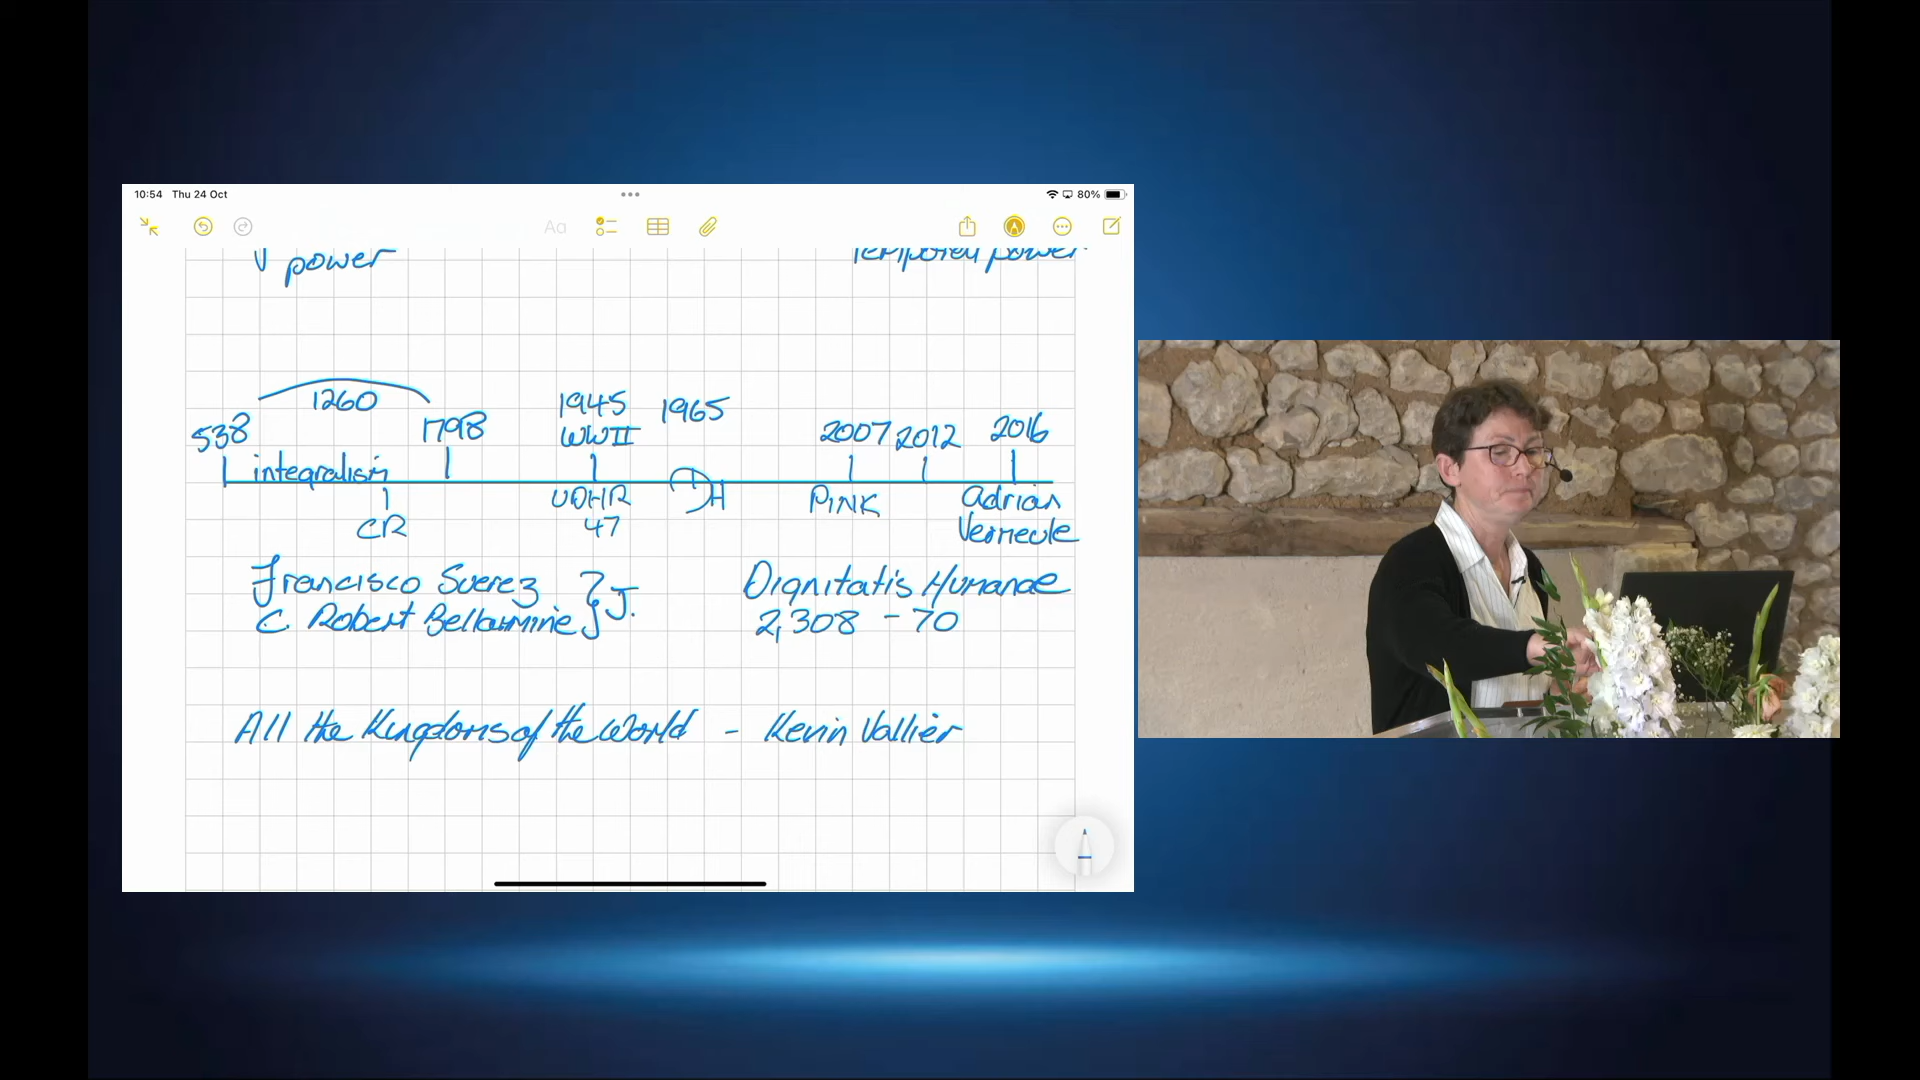 10:54 Thu 24 Oct
80%
Aa
power
Temporal power
1260
538
1798
1945
WWII
1965
2007 2012 2016
integralism
CR
UDHR
47
DH
PINK
Adrian
Vermeule
Francisco Suerez } J.
C. Robert Bellarmine
Dignitatis Humanae
2,308 - 70
All the Kingdoms of the World - Kevin Vallier